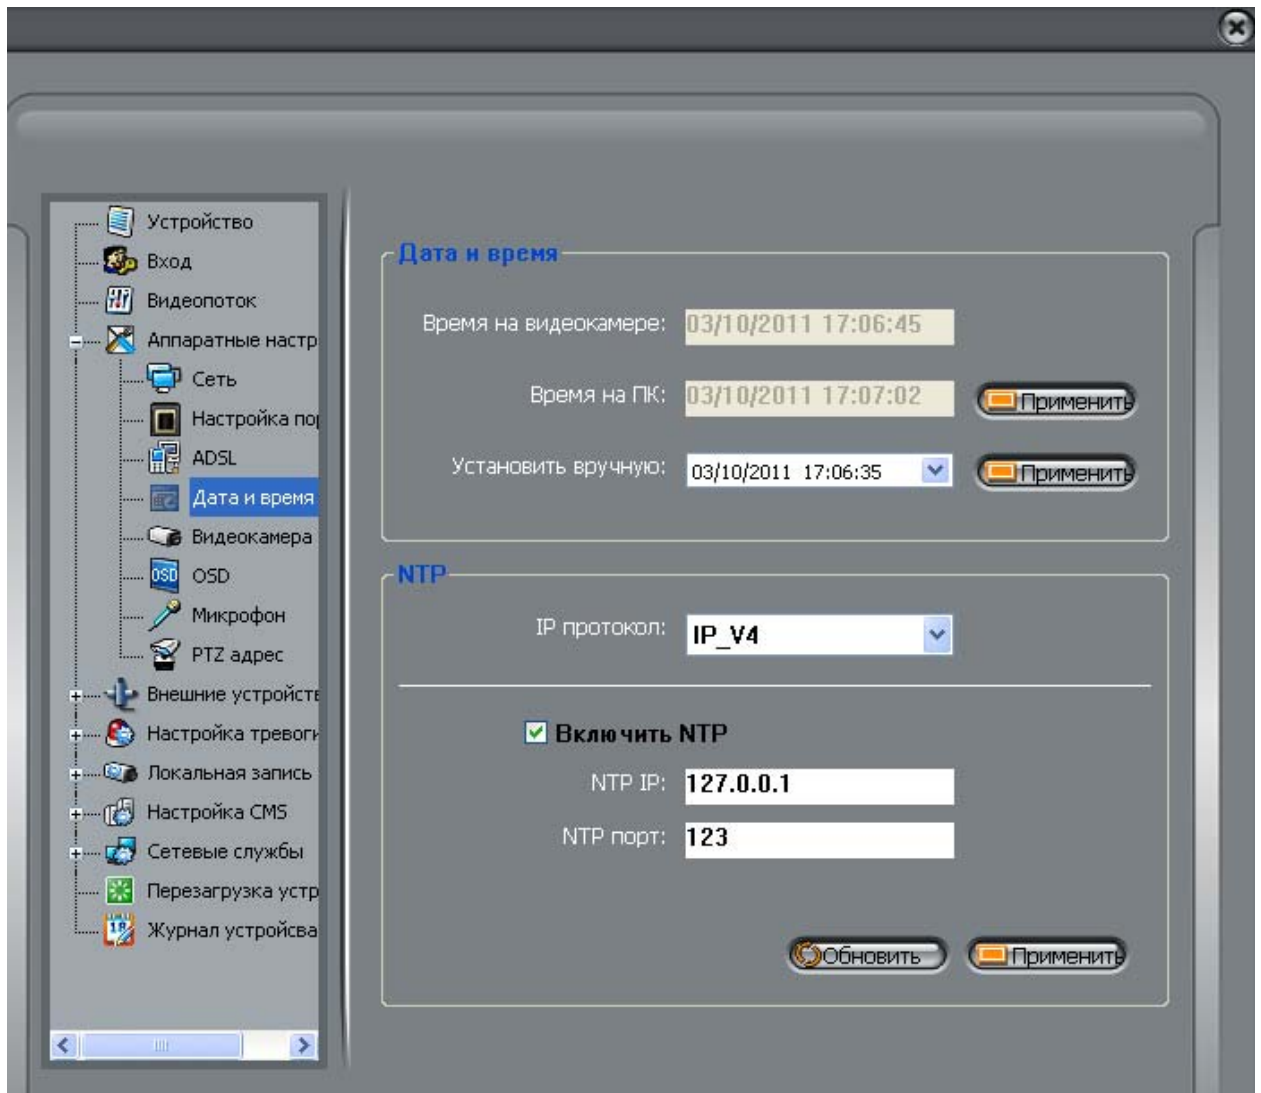 Устройство
Вход
Видеопоток
Аппаратные настр
Сеть
Настройка пор
ADSL
Дата и время
Видеокамера
OSD
OSD
Микрофон
PTZ адрес
Внешние устройств
Настройка тревоги
Локальная запись
Настройка CMS
Сетевые службы
Перезагрузка устр
18
Журнал устройсва
Дата и время
Время на видеокамере: 03/10/2011 17:06:45
Время на ПК: 03/10/2011 17:07:02 Применить
Установить вручную: 03/10/2011 17:06:35 Применить
NTP
IP протокол: IP_V4
Включить NTP
NTP IP: 127.0.0.1
NTP порт: 123
Обновить Применить